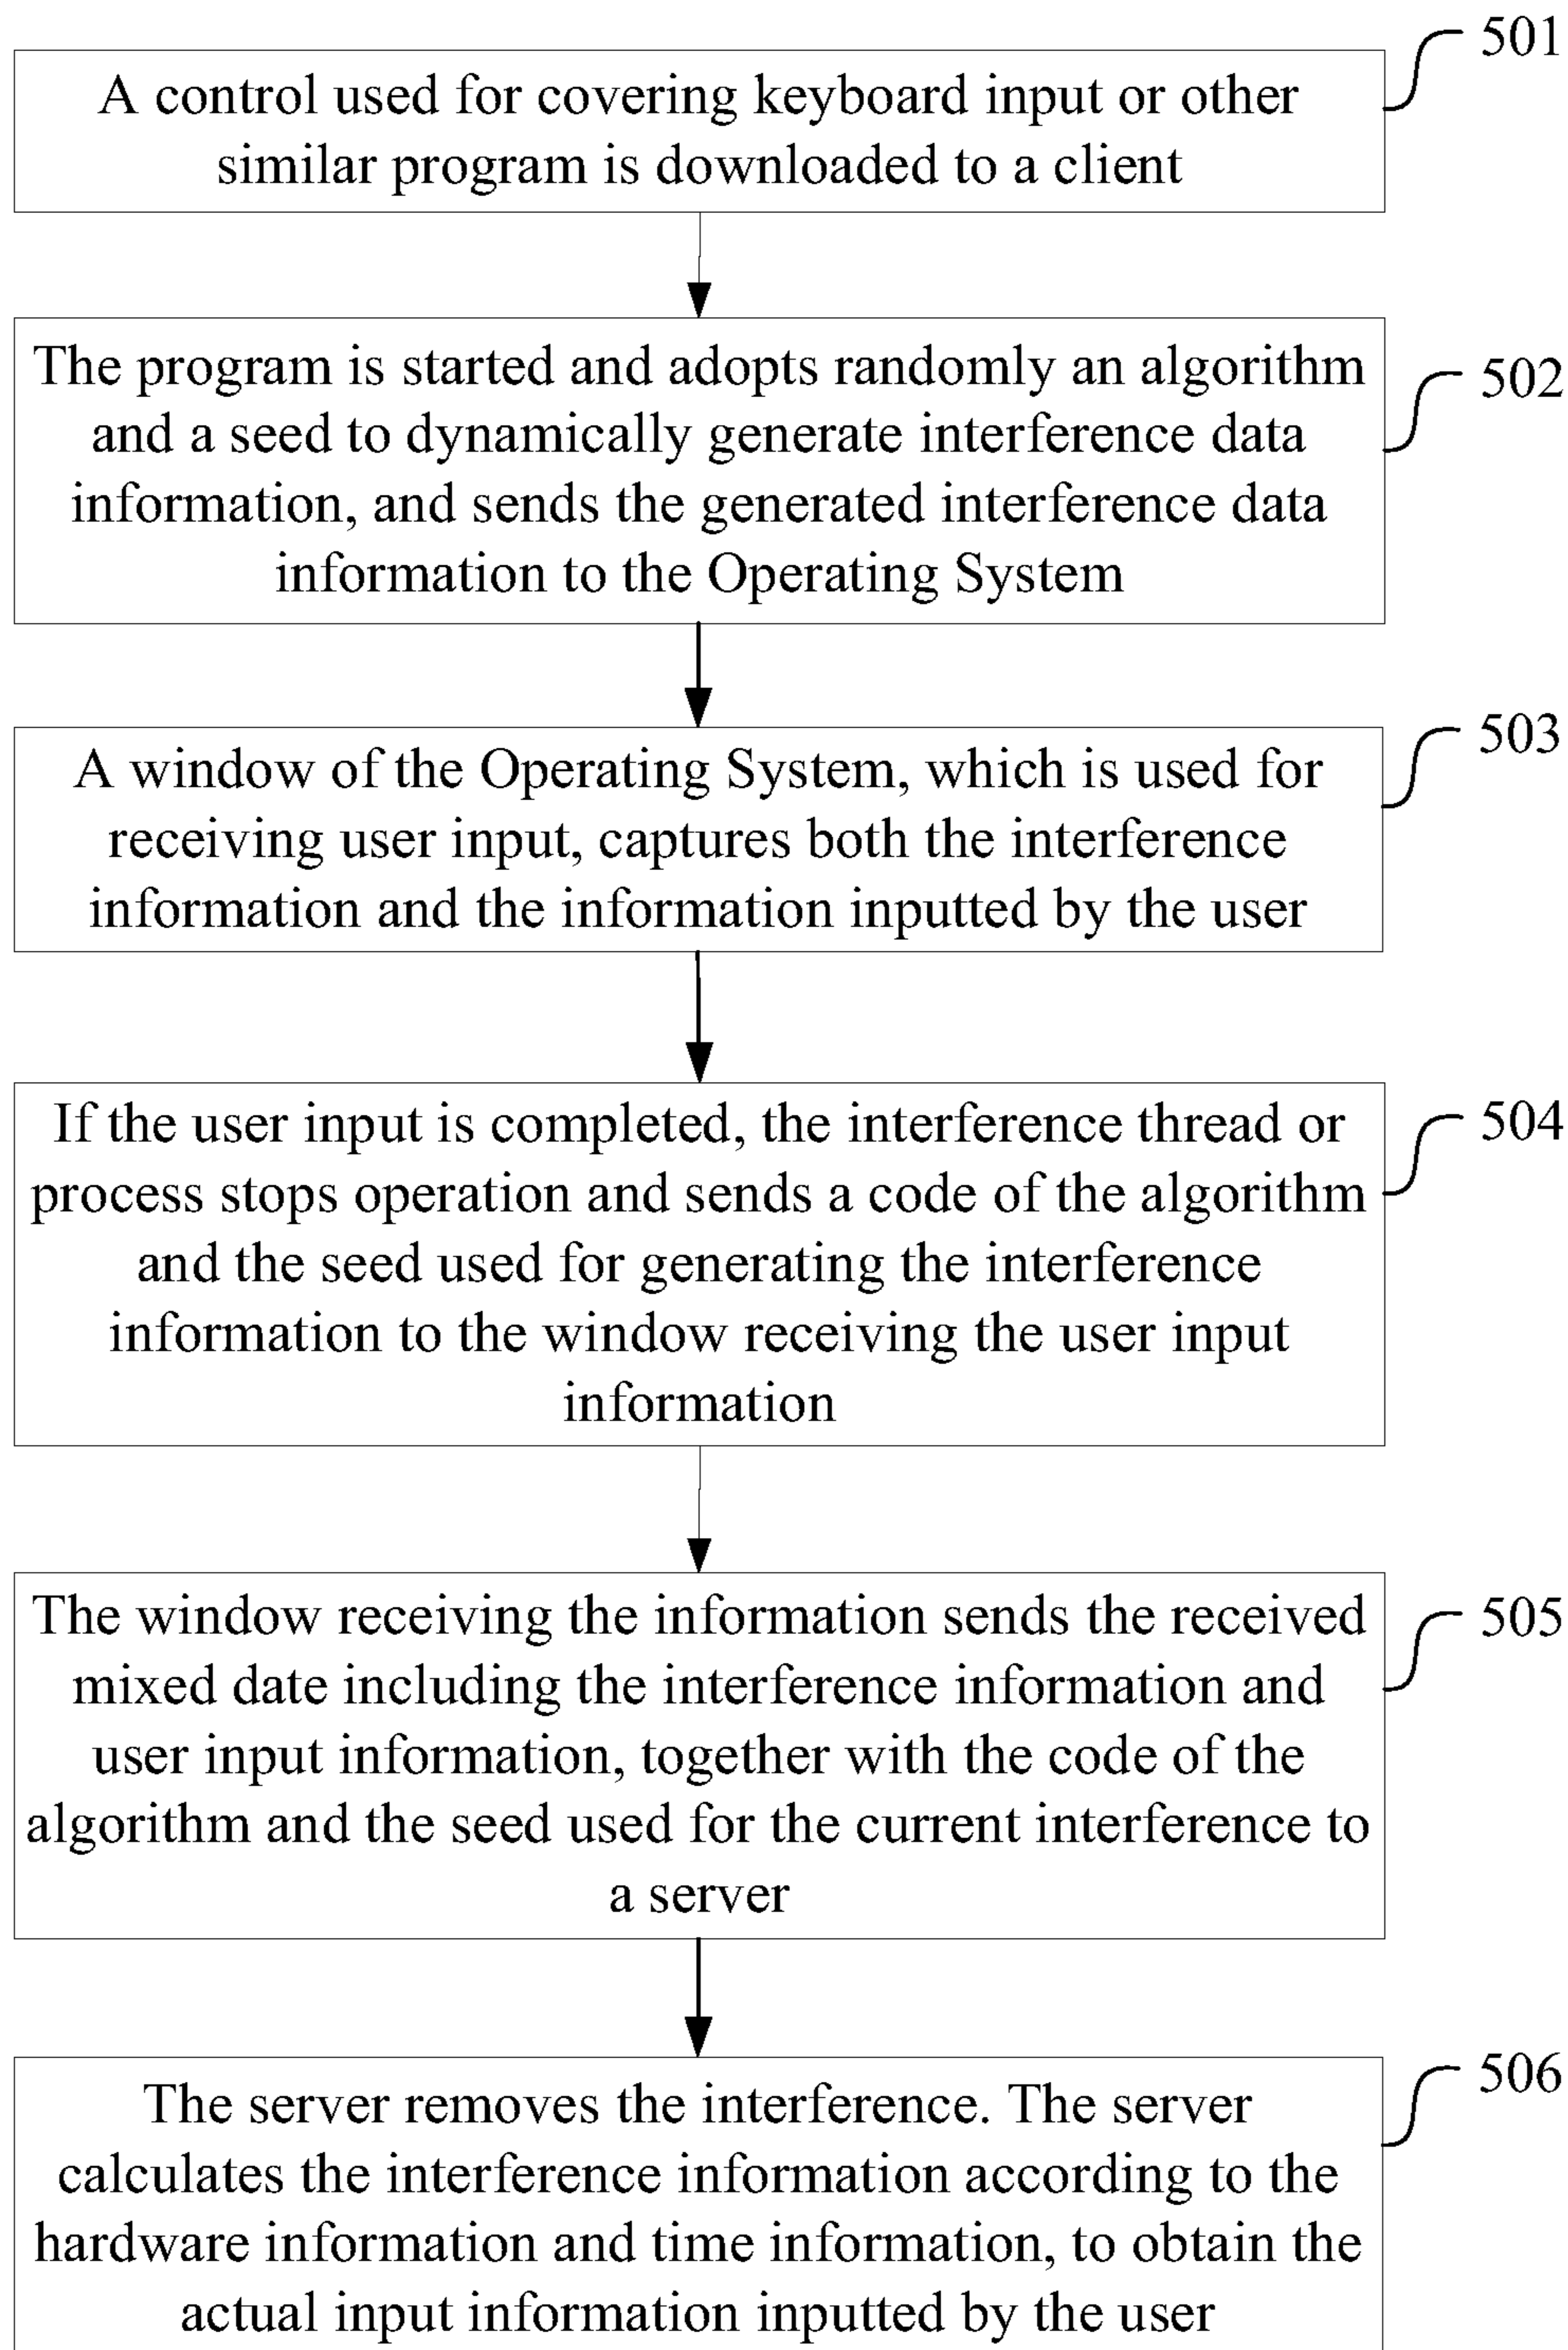 501
A control used for covering keyboard input or other
similar program is downloaded to a client
502
The program is started and adopts randomly an algorithm
and a seed to dynamically generate interference data
information, and sends the generated interference data
information to the Operating System
503
A window of the Operating System, which is used for
receiving user input, captures both the interference
information and the information inputted by the user
504
If the user input is completed, the interference thread or
process stops operation and sends a code of the algorithm
and the seed used for generating the interference
information to the window receiving the user input
information
505
The window receiving the information sends the received
mixed date including the interference information and
user input information, together with the code of the
algorithm and the seed used for the current interference to
a server
506
The server removes the interference. The server
calculates the interference information according to the
hardware information and time information, to obtain the
actual input information inputted by the user